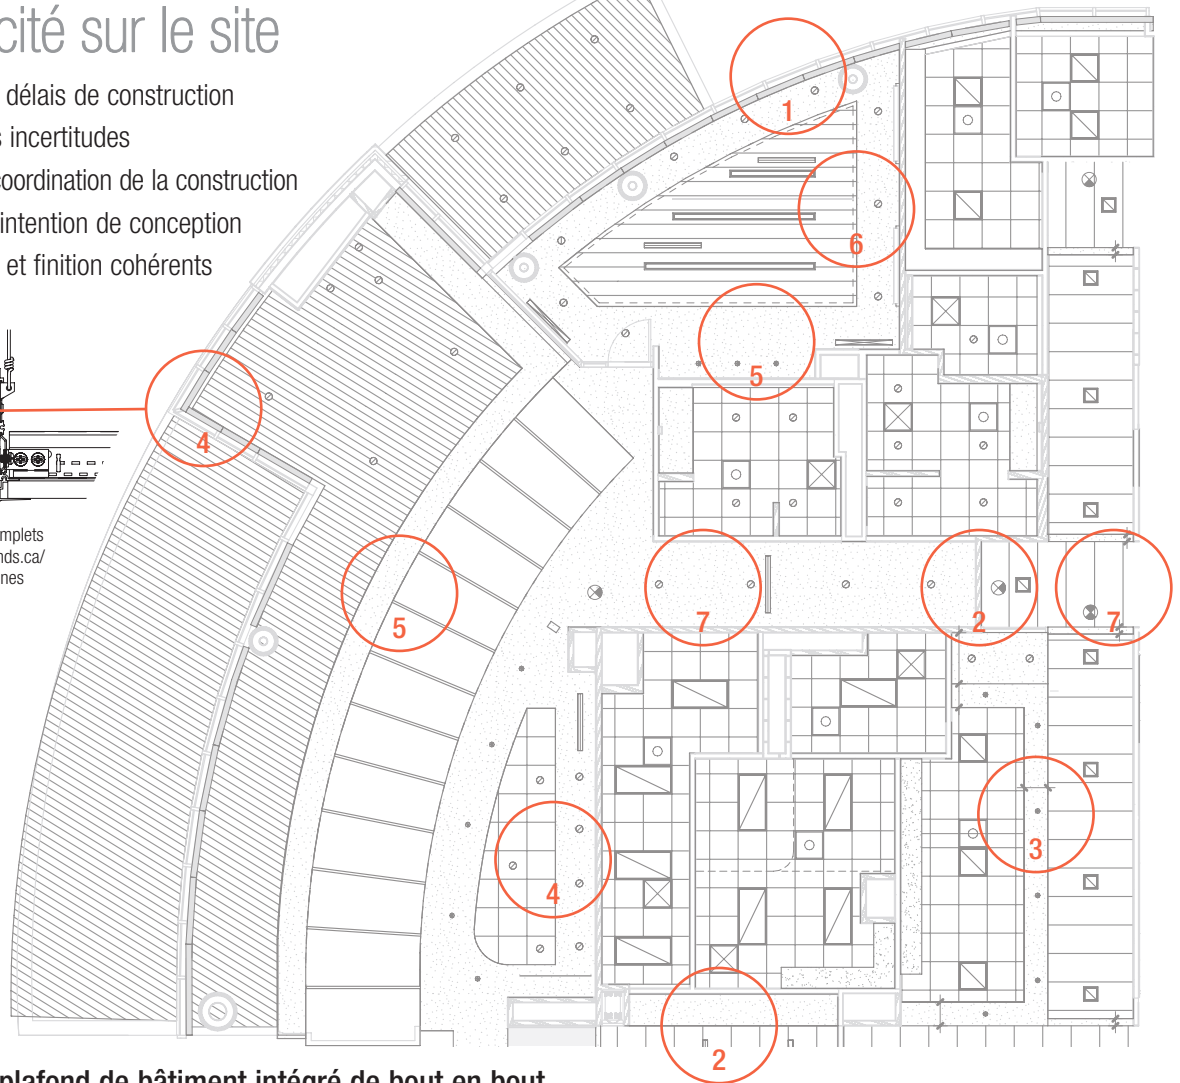 cité sur le site
délais de construction
incertitudes
coordination de la construction
intention de conception
et finition cohérents
1
6
5
4
mplets
nds.ca/
nes
5
7
2
7
4
3
2
plafond de bâtiment intégré de bout en bout